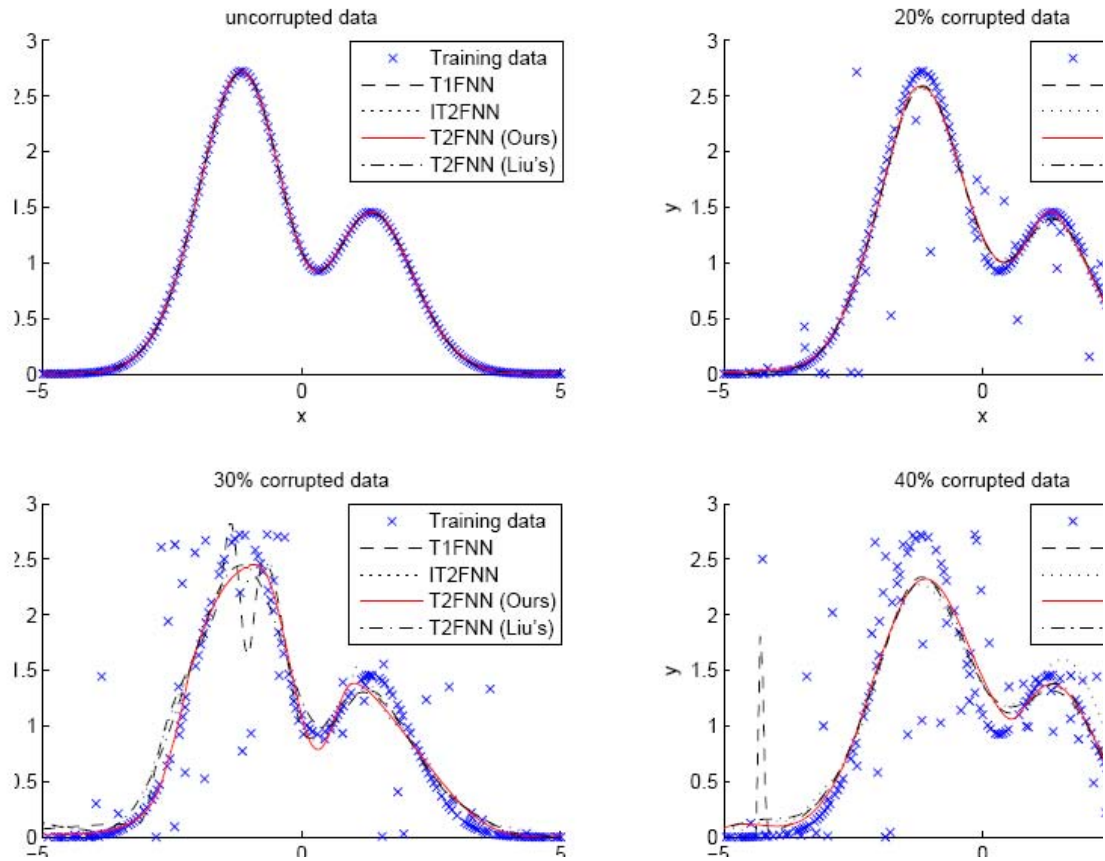 uncorrupted data
3
2.5
2
1.5
1
0.5
0
−5
0
5
x
Training data
T1FNN
IT2FNN
T2FNN (Ours)
T2FNN (Liu's)
20% corrupted data
3
2.5
2
1.5
1
0.5
0
y
−5
0
x
30% corrupted data
3
2.5
2
1.5
1
0.5
0
−5
0
5
Training data
T1FNN
IT2FNN
T2FNN (Ours)
T2FNN (Liu's)
40% corrupted data
3
2.5
2
1.5
1
0.5
0
y
−5
0